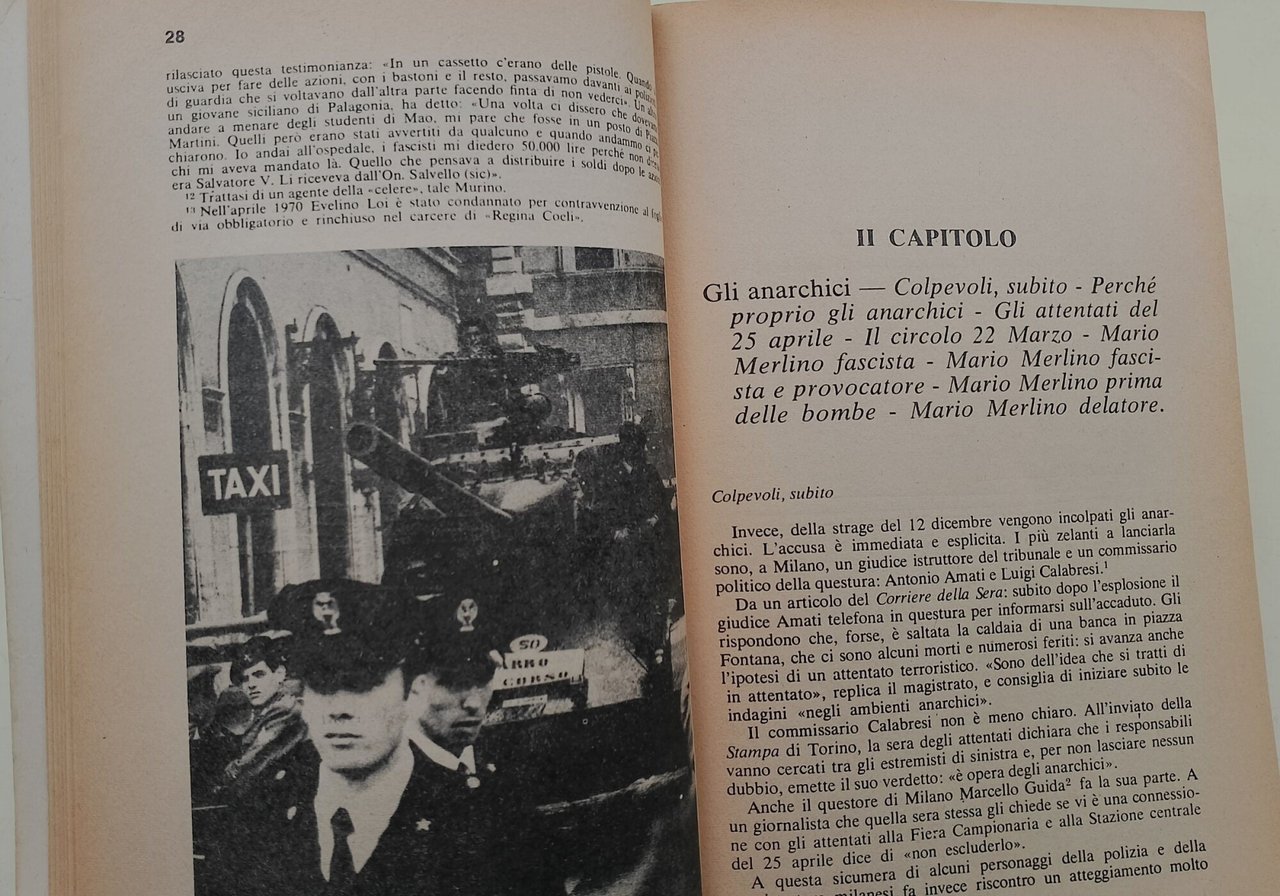 28
rilasciato questa testimonianza: «In un cassetto c'erano delle pistole. Quando
usciva per fare delle azioni, con i bastoni e il resto, passavamo davanti ai
di guardia che si voltavano dall'altra parte facendo finta di non vederci». Un
un giovane siciliano di Palagonia, ha detto: «Una volta ci dissero che
andare a menare degli studenti di Mao, mi pare che fosse in un posto di
Martini. Quelli però erano stati avvertiti da qualcuno e quando andammo ci
chiarono. Io andai all'ospedale, i fascisti mi diedero 50.000 lire perché non
chi mi aveva mandato là. Quello che pensava a distribuire i soldi dopo le
era Salvatore V. Li riceveva dall'On. Salvello (sic)».
¹² Trattasi di un agente della «celere», tale Murino.
¹³ Nell'aprile 1970 Evelino Loi è stato condannato per contravvenzione al
di via obbligatorio e rinchiuso nel carcere di «Regina Coeli».
TAXI
50
ARRO
CORSO
II CAPITOLO
Gli anarchici — Colpevoli, subito - Perché
proprio gli anarchici - Gli attentati del
25 aprile - Il circolo 22 Marzo - Mario
Merlino fascista - Mario Merlino fasci-
sta e provocatore - Mario Merlino prima
delle bombe - Mario Merlino delatore.
Colpevoli, subito
Invece, della strage del 12 dicembre vengono incolpati gli anar-
chici. L'accusa è immediata e esplicita. I più zelanti a lanciarla
sono, a Milano, un giudice istruttore del tribunale e un commissario
politico della questura: Antonio Amati e Luigi Calabresi.¹
Da un articolo del Corriere della Sera: subito dopo l'esplosione il
giudice Amati telefona in questura per informarsi sull'accaduto. Gli
rispondono che, forse, è saltata la caldaia di una banca in piazza
Fontana, che ci sono alcuni morti e numerosi feriti: si avanza anche
l'ipotesi di un attentato terroristico. «Sono dell'idea che si tratti di
in attentato», replica il magistrato, e consiglia di iniziare subito le
indagini «negli ambienti anarchici».
Il commissario Calabresi non è meno chiaro. All'inviato della
Stampa di Torino, la sera degli attentati dichiara che i responsabili
vanno cercati tra gli estremisti di sinistra e, per non lasciare nessun
dubbio, emette il suo verdetto: «è opera degli anarchici».
Anche il questore di Milano Marcello Guida² fa la sua parte. A
un giornalista che quella sera stessa gli chiede se vi è una connessio-
ne con gli attentati alla Fiera Campionaria e alla Stazione centrale
del 25 aprile dice di «non escluderlo».
A questa sicumera di alcuni personaggi della polizia e della
milanesi fa invece riscontro un atteggiamento molto